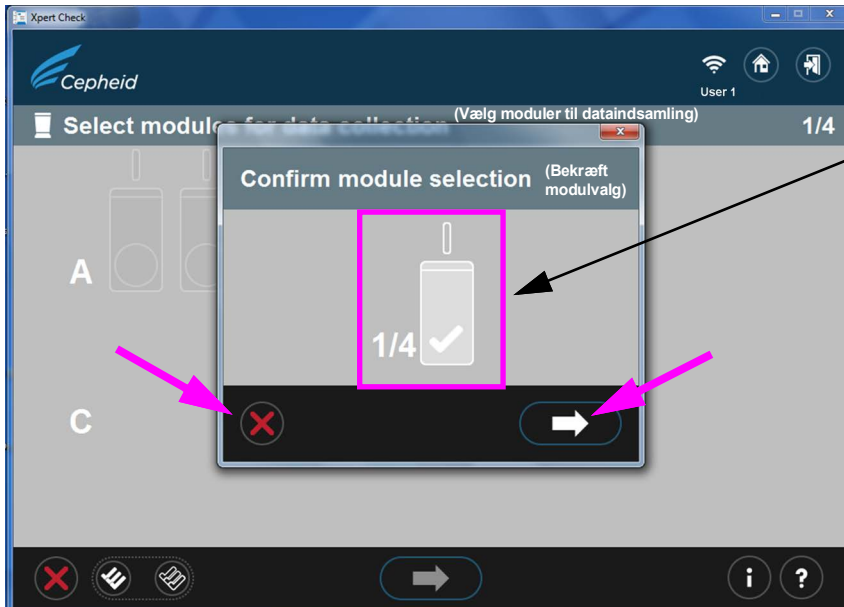 Xpert Check
Cepheid
User 1
Select modules for data collection (Vælg moduler til dataindsamling) 1/4
Confirm module selection (Bekræft
modulvalg)
A
1/4
C
i ?